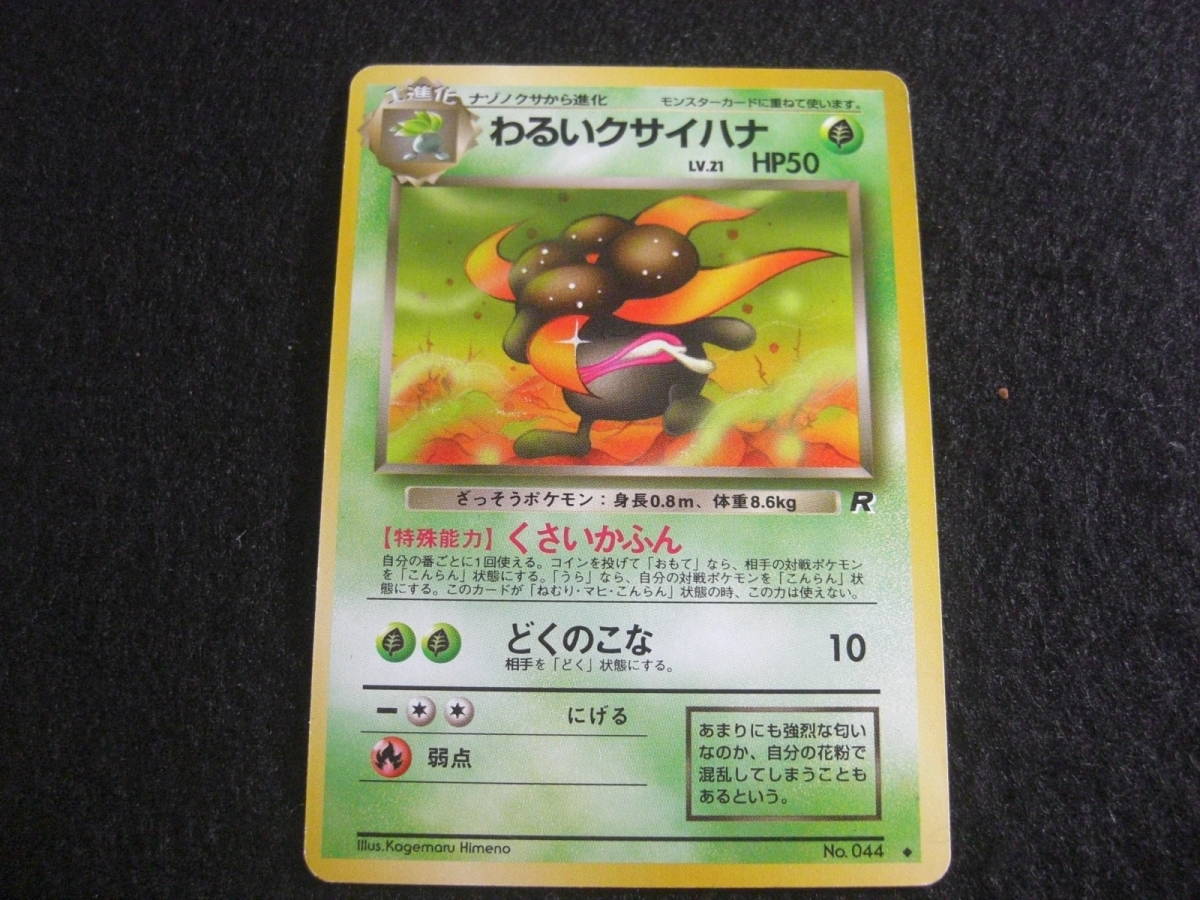 1進化
ナゾノクサから進化
モンスターカードに重ねて使います。
わるいクサイハナ
LV.21 HP50
ざっそうポケモン：身長0.8m、体重8.6kg
R
【特殊能力】くさいかふん
自分の番ごとに1回使える。コインを投げて「おもて」なら、相手の対戦ポケモン
を「こんらん」状態にする。「うら」なら、自分の対戦ポケモンを「こんらん」状
態にする。このカードが「ねむり・マヒ・こんらん」状態の時、この力は使えない。
どくのこな 10
相手を「どく」状態にする。
ー にげる
弱点
あまりにも強烈な匂い
なのか、自分の花粉で
混乱してしまうことも
あるという。
Illus.Kagemaru Himeno
No. 044 ◆